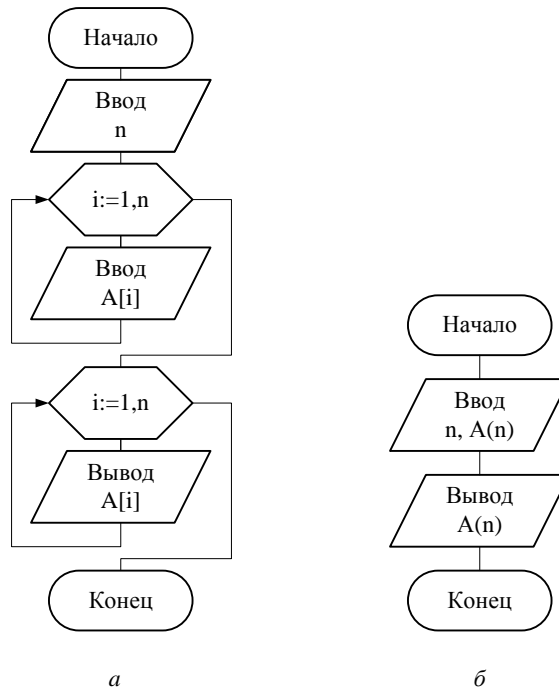 Начало
Ввод
n
i:=1,n
Ввод
A[i]
i:=1,n
Вывод
A[i]
Конец
а
Начало
Ввод
n, A(n)
Вывод
A(n)
Конец
б